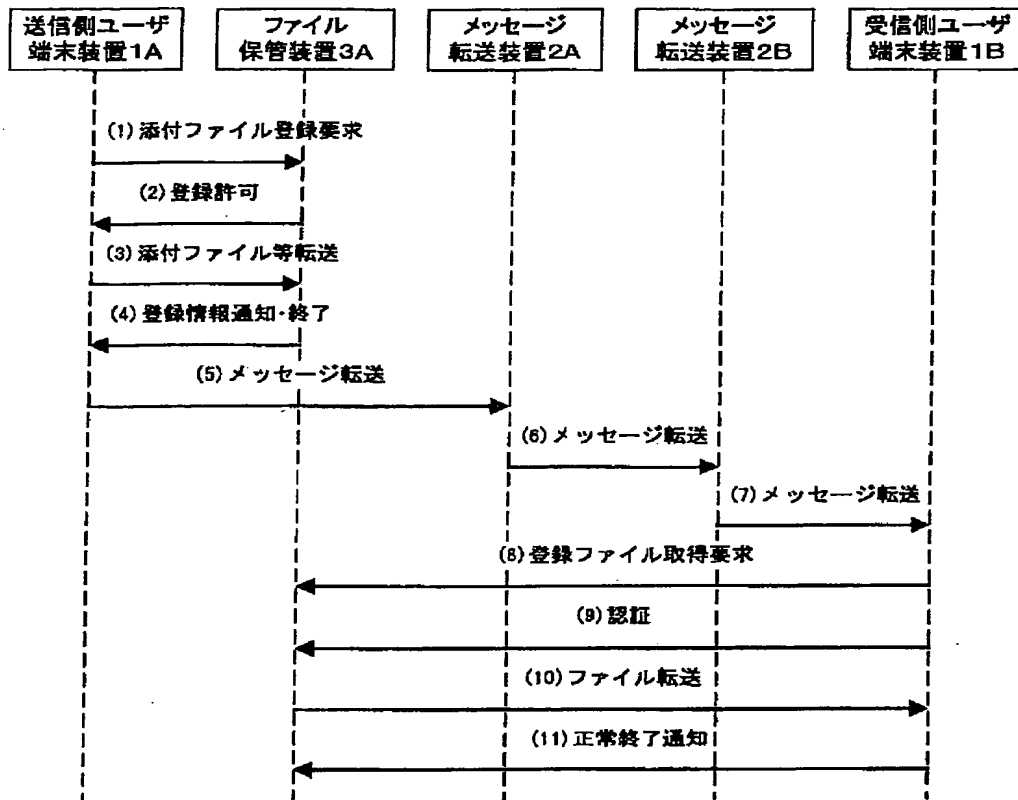 送信側ユーザ
端末装置1A
ファイル
保管装置3A
メッセージ
転送装置2A
メッセージ
転送装置2B
受信側ユーザ
端末装置1B
(1)添付ファイル登録要求
(2)登録許可
(3)添付ファイル等転送
(4)登録情報通知・終了
(5)メッセージ転送
(6)メッセージ転送
(7)メッセージ転送
(8)登録ファイル取得要求
(9)認証
(10)ファイル転送
(11)正常終了通知